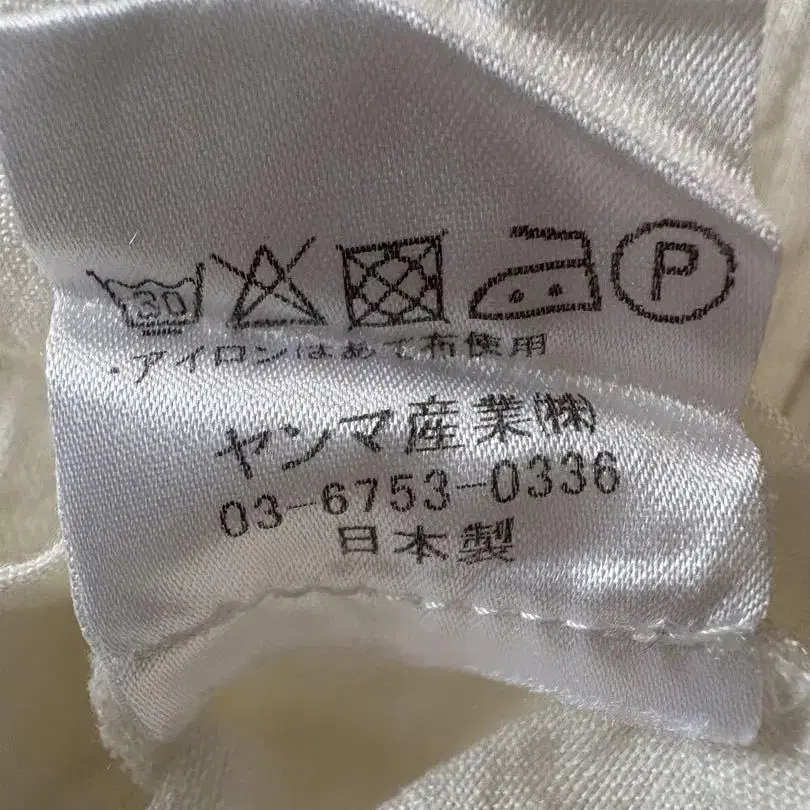 30 P
・アイロンはあて布使用
ヤンマ産業㈱
03-6753-0336
日本製